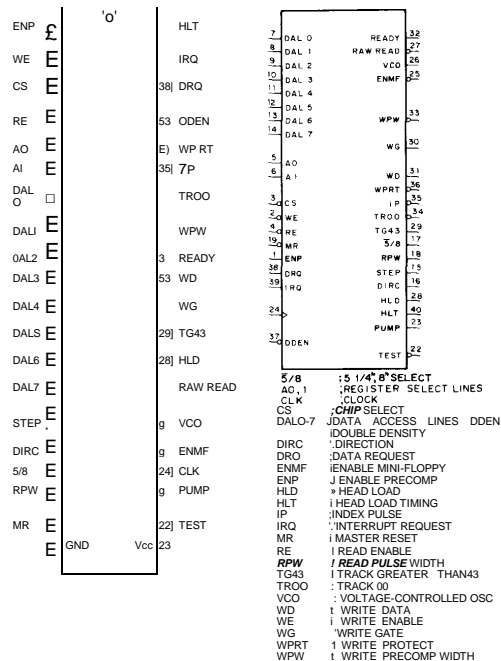 'o'
ENP £ HLT
WE E IRQ
CS E 38] DRQ
RE E 53 ODEN
AO E E) WP RT
AI E 35| 7P
DAL O □ TROO
DALI E WPW
0AL2 E 3 READY
DAL3 E 53 WD
DAL4 E WG
DALS E 29] TG43
DAL6 E 28] HLD
DAL7 E RAW READ
STEP E. g VCO
DIRC E g ENMF
5/8 E 24] CLK
RPW E g PUMP
MR E 22] TEST
E GND Vcc 23
7 DAL 0 READY 32
8 DAL 1 RAW READ 27
9 DAL 2 VCO 26
10 DAL 3 ENMF 25
11 DAL 4
12 DAL 5
13 DAL 6 WPW 33
14 DAL 7
WG 30
5 A0
6 A1 WD 31
WPRT 36
3 CS IP 35
2 WE TR00 34
4 RE TG43 29
19 MR 5/8 17
1 ENP RPW 18
38 DRQ STEP 15
39 IRQ DIRC 16
HLD 28
24 HLT 40
PUMP 23
37 DDEN
TEST 22
5/8 :5 1/4",8"SELECT
A0,1 ;REGISTER SELECT LINES
CLK ;CLOCK
CS ;CHIP SELECT
DALO-7 JDATA ACCESS LINES DDEN
iDOUBLE DENSITY
DIRC '.DIRECTION
DRO ;DATA REQUEST
ENMF iENABLE MINI-FLOPPY
ENP J ENABLE PRECOMP
HLD » HEAD LOAD
HLT i HEAD LOAD TIMING
IP ;INDEX PULSE
IRQ '.'INTERRUPT REQUEST
MR i MASTER RESET
RE I READ ENABLE
RPW ! READ PULSE WIDTH
TG43 I TRACK GREATER THAN43
TROO : TRACK 00
VCO : VOLTAGE-CONTROLLED OSC
WD t WRITE DATA
WE i WRITE ENABLE
WG 'WRITE GATE
WPRT 1 WRITE PROTECT
WPW t WRITE PRECOMP WIDTH